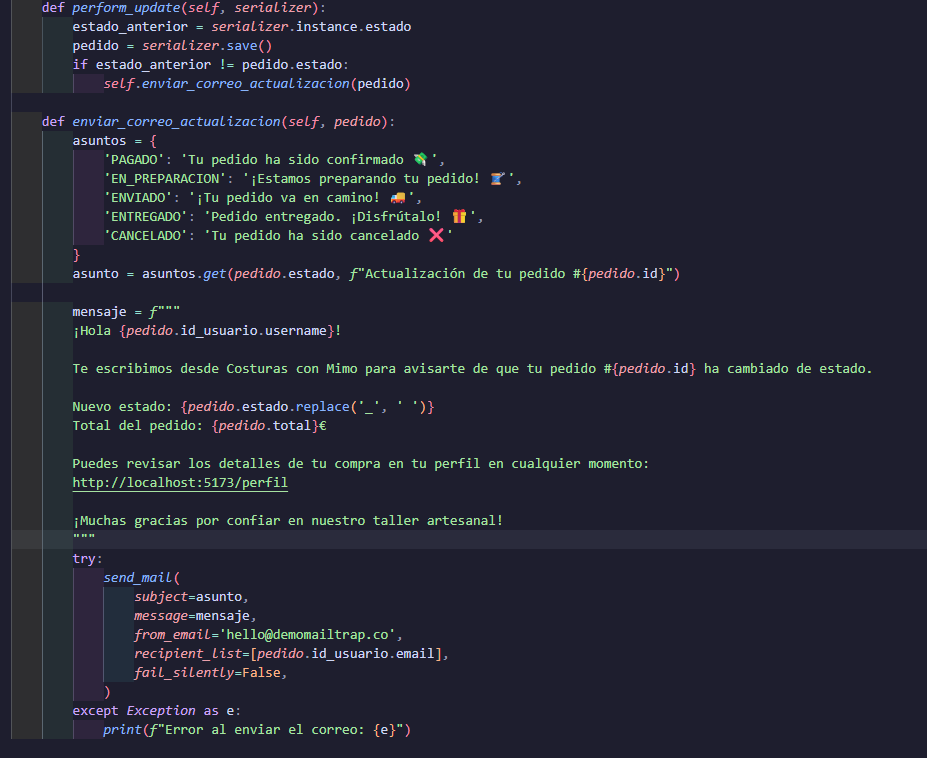 def perform_update(self, serializer):
estado_anterior = serializer.instance.estado
pedido = serializer.save()
if estado_anterior != pedido.estado:
self.enviar_correo_actualizacion(pedido)
def enviar_correo_actualizacion(self, pedido):
asuntos = {
'PAGADO': 'Tu pedido ha sido confirmado 💸',
'EN_PREPARACION': '¡Estamos preparando tu pedido! 🧵',
'ENVIADO': '¡Tu pedido va en camino! 🚚',
'ENTREGADO': 'Pedido entregado. ¡Disfrútalo! 🎁',
'CANCELADO': 'Tu pedido ha sido cancelado ❌'
}
asunto = asuntos.get(pedido.estado, f"Actualización de tu pedido #{pedido.id}")
mensaje = f"""
¡Hola {pedido.id_usuario.username}!
Te escribimos desde Costuras con Mimo para avisarte de que tu pedido #{pedido.id} ha cambiado de estado.
Nuevo estado: {pedido.estado.replace('_', ' ')}
Total del pedido: {pedido.total}€
Puedes revisar los detalles de tu compra en tu perfil en cualquier momento:
http://localhost:5173/perfil
¡Muchas gracias por confiar en nuestro taller artesanal!
"""
try:
send_mail(
subject=asunto,
message=mensaje,
from_email='hello@demomailtrap.co',
recipient_list=[pedido.id_usuario.email],
fail_silently=False,
)
except Exception as e:
print(f"Error al enviar el correo: {e}")